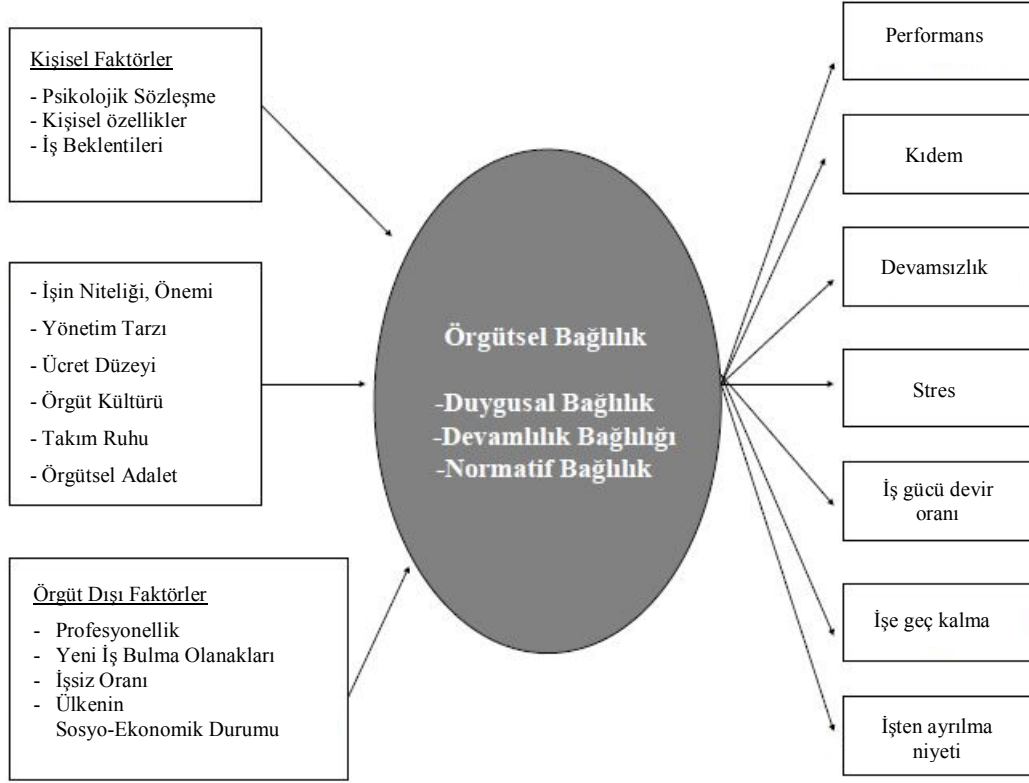 Kişisel Faktörler
- Psikolojik Sözleşme
- Kişisel özellikler
- İş Beklentileri
- İşin Niteliği, Önemi
- Yönetim Tarzı
- Ücret Düzeyi
- Örgüt Kültürü
- Takım Ruhu
- Örgütsel Adalet
Örgüt Dışı Faktörler
- Profesyonellik
- Yeni İş Bulma Olanakları
- İşsiz Oranı
- Ülkenin
Sosyo-Ekonomik Durumu
Örgütsel Bağlılık
-Duygusal Bağlılık
-Devamlılık Bağlılığı
-Normatif Bağlılık
Performans
Kıdem
Devamsızlık
Stres
İş gücü devir
oranı
İşe geç kalma
İşten ayrılma
niyeti